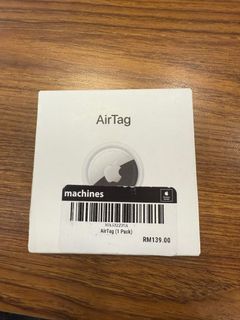 AirTag
machines
AirTag (1 Pack)
RM139.00